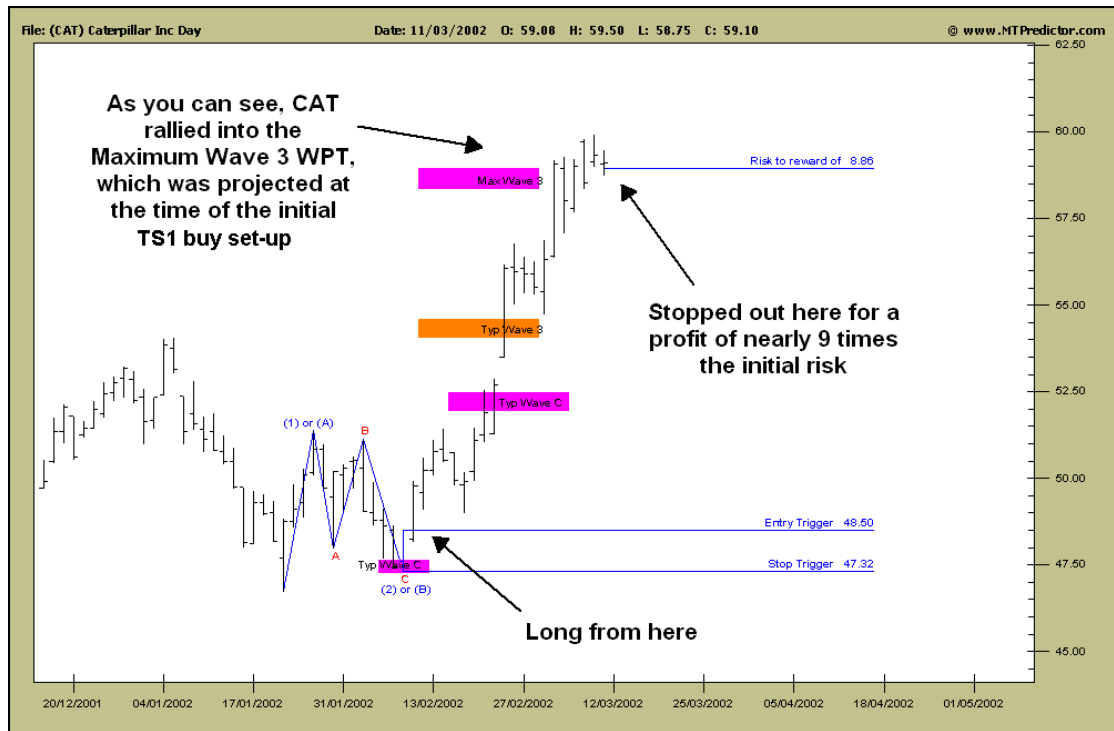 File: (CAT) Caterpillar Inc Day
Date: 11/03/2002 O: 59.08 H: 59.50 L: 58.75 C: 59.10
@ www.MTPredictor.com
62.50
As you can see, CAT
rallied into the
Maximum Wave 3 WPT,
which was projected at
the time of the initial
TS1 buy set-up
60.00
Risk to reward of 8.86
Max Wave 3
57.50
Stopped out here for a
profit of nearly 9 times
the initial risk
55.00
Typ Wave 3
52.50
Typ Wave C
(1) or (A)
B
50.00
Entry Trigger 48.50
A
Typ Wave C
C
(2) or (B)
Stop Trigger 47.32
47.50
Long from here
45.00
20/12/2001
04/01/2002
17/01/2002
31/01/2002
13/02/2002
27/02/2002
12/03/2002
25/03/2002
05/04/2002
18/04/2002
01/05/2002